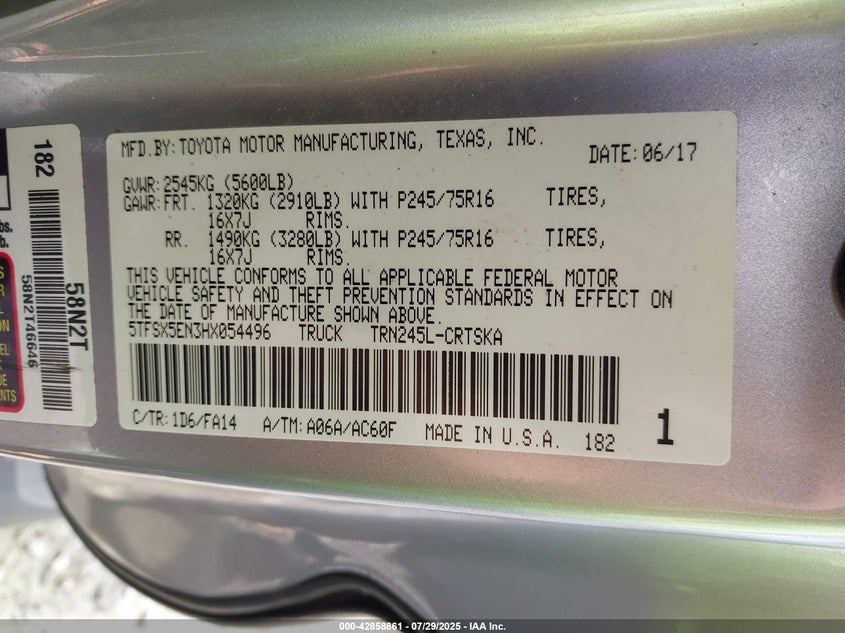 MFD.BY: TOYOTA MOTOR MANUFACTURING, TEXAS, INC.
DATE: 06/17
GVWR: 2545KG (5600LB)
GAWR: FRT. 1320KG (2910LB) WITH P245/75R16 TIRES,
16X7J RIMS.
RR. 1490KG (3280LB) WITH P245/75R16 TIRES,
16X7J RIMS.
THIS VEHICLE CONFORMS TO ALL APPLICABLE FEDERAL MOTOR
VEHICLE SAFETY AND THEFT PREVENTION STANDARDS IN EFFECT ON
THE DATE OF MANUFACTURE SHOWN ABOVE.
5TFSX5EN3HX054496 TRUCK TRN245L-CRTSKA
C/TR: 1D6/FA14 A/TM: A06A/AC60F MADE IN U.S.A. 182 1
182
58N2T
58N2T46646
000-42858861 - 07/29/2025 - IAA Inc.